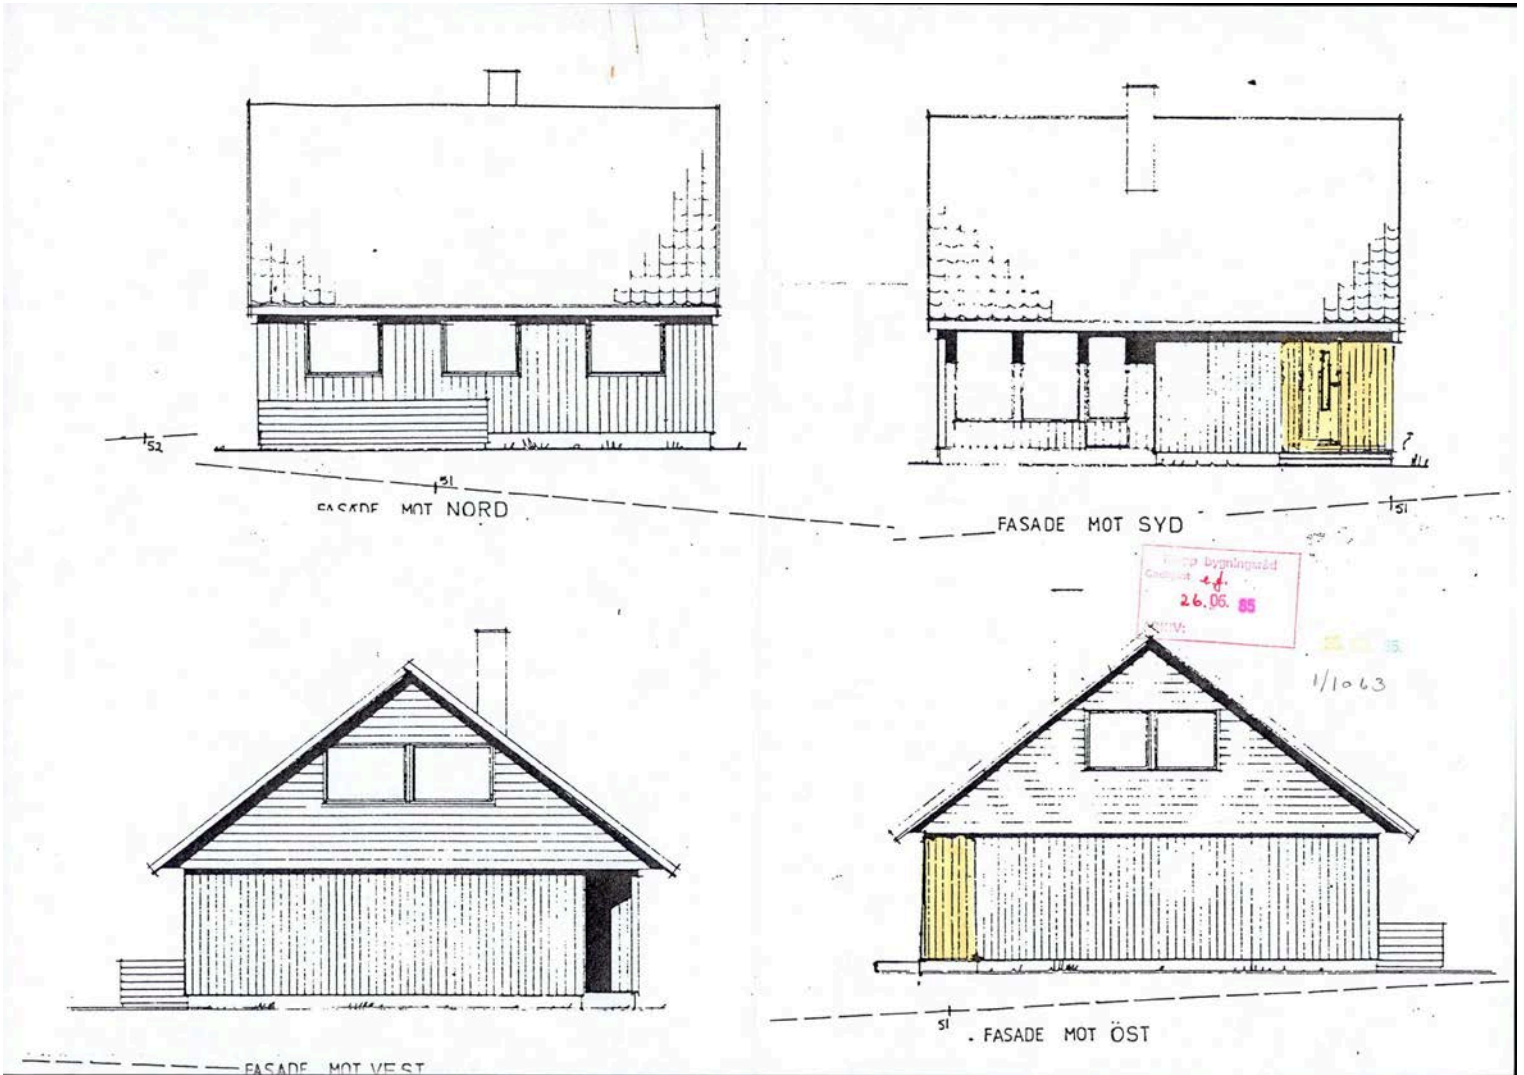 52
51
FASADE MOT NORD
FASADE MOT SYD
51
bygningsråd
e.f.
26.06. 85
1/1063
FASADE MOT VEST
51
FASADE MOT ÖST